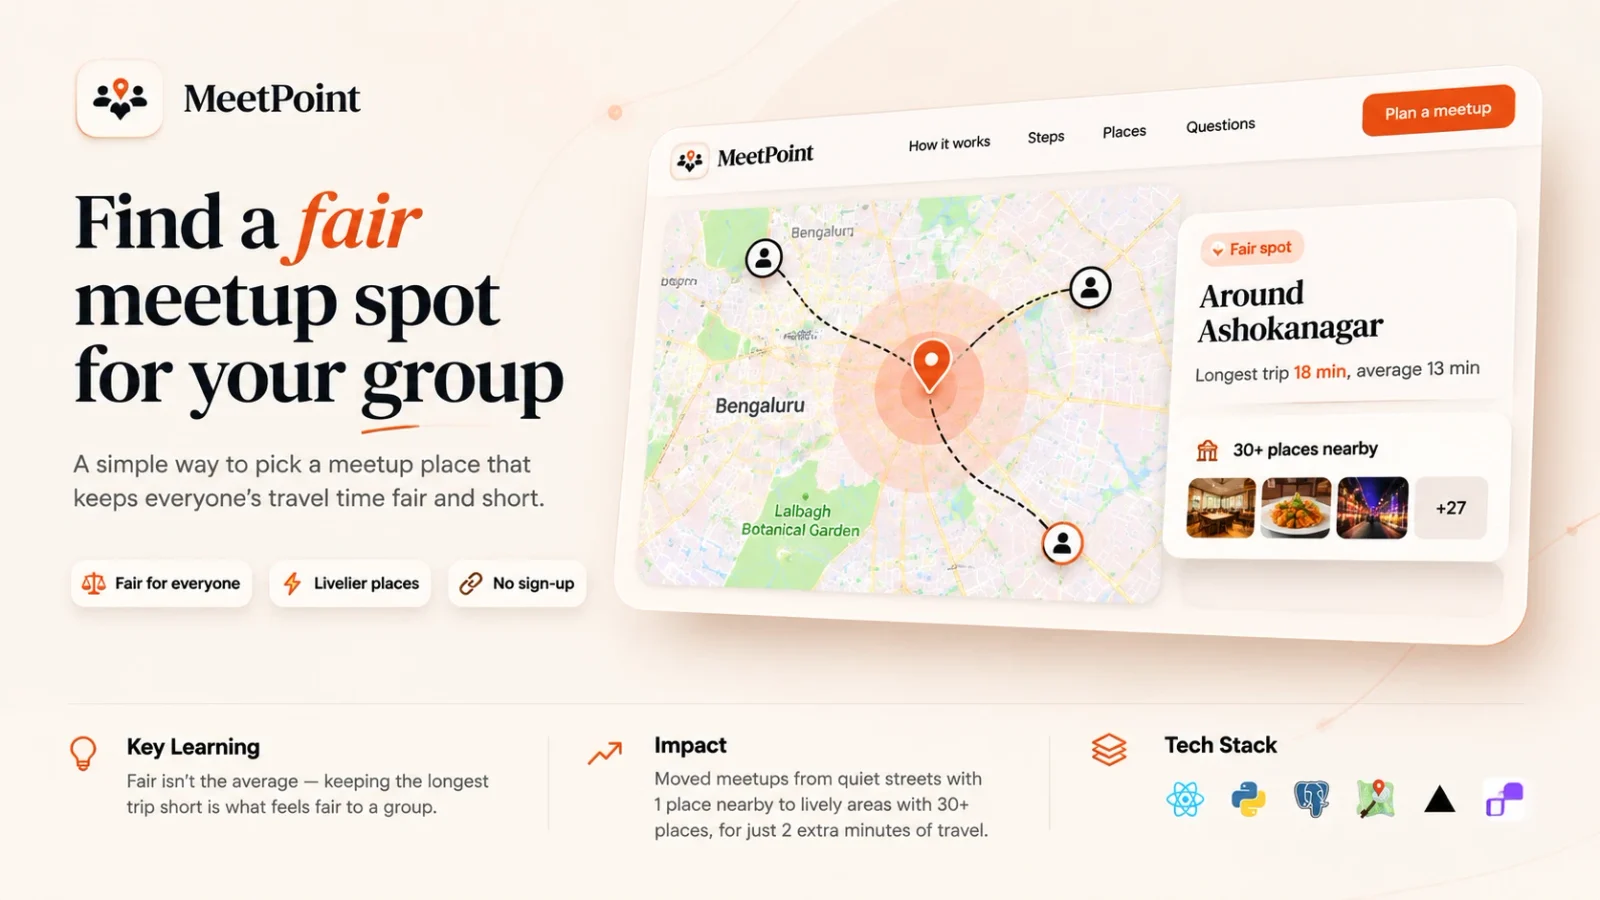 MeetPoint
Find a fair
meetup spot
for your group
A simple way to pick a meetup place that
keeps everyone's travel time fair and short.
Fair for everyone
Livelier places
No sign-up
MeetPoint
How it works
Steps
Places
Questions
Plan a meetup
Bengaluru
Lalbagh
Botanical Garden
Fair spot
Around
Ashokanagar
Longest trip 18 min, average 13 min
30+ places nearby
+27
Key Learning
Fair isn't the average — keeping the longest
trip short is what feels fair to a group.
Impact
Moved meetups from quiet streets with
1 place nearby to lively areas with 30+
places, for just 2 extra minutes of travel.
Tech Stack